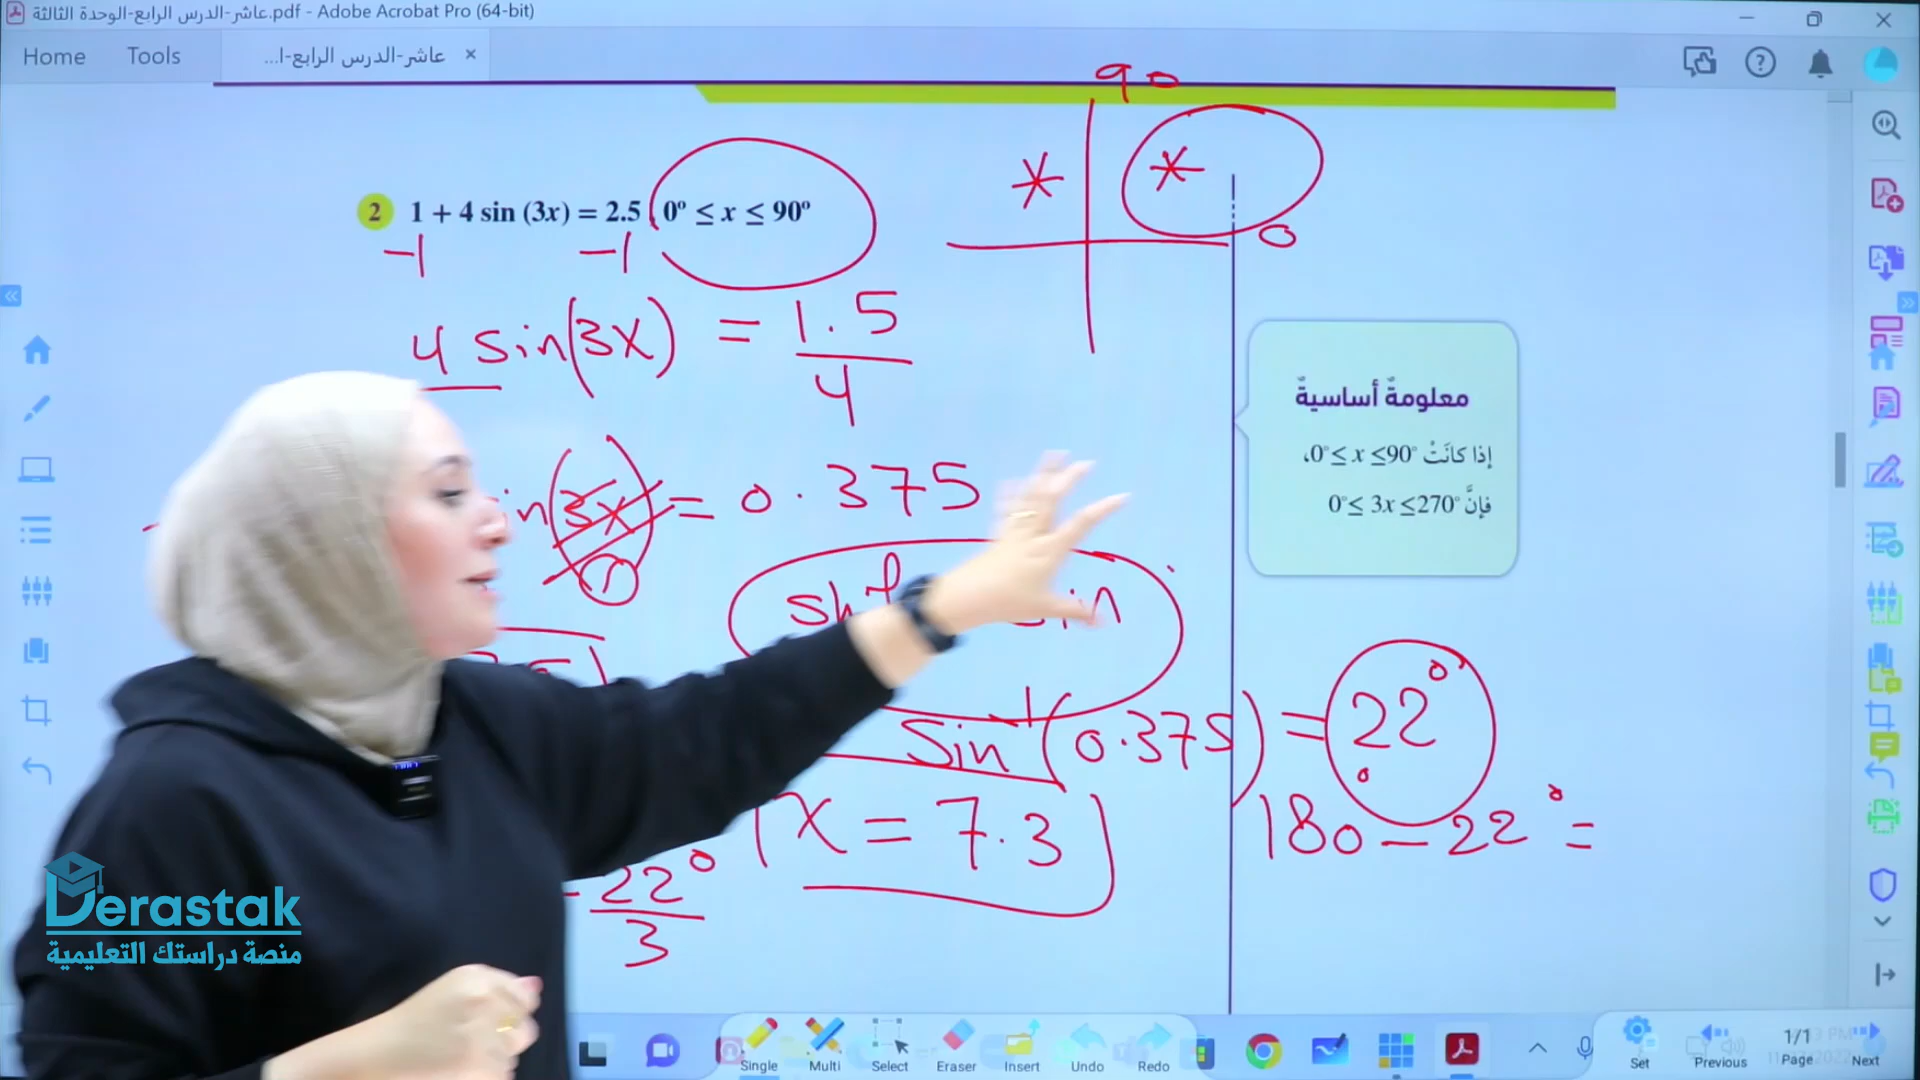 عاشر-الدرس الرابع-الوحدة الثالثة.pdf - Adobe Acrobat Pro (64-bit)
Home Tools عاشر-الدرس الرابع-ا... ×
90
2 1 + 4 sin (3x) = 2.5, 0° ≤ x ≤ 90°
-1 -1
0
4 sin(3x) = 1.5
4
معلومةٌ أساسيةٌ
إذا كانَتْ 0°≤ x ≤90°،
فإنَّ 0°≤ 3x ≤270°
in(3x) = 0.375
sin⁻¹(0.375) = 22°
x = 7.3°
180° - 22° =
22°
3
Derastak
منصة دراستك التعليمية
Single Multi Select Eraser Insert Undo Redo
Set Previous 1/1 Page Next